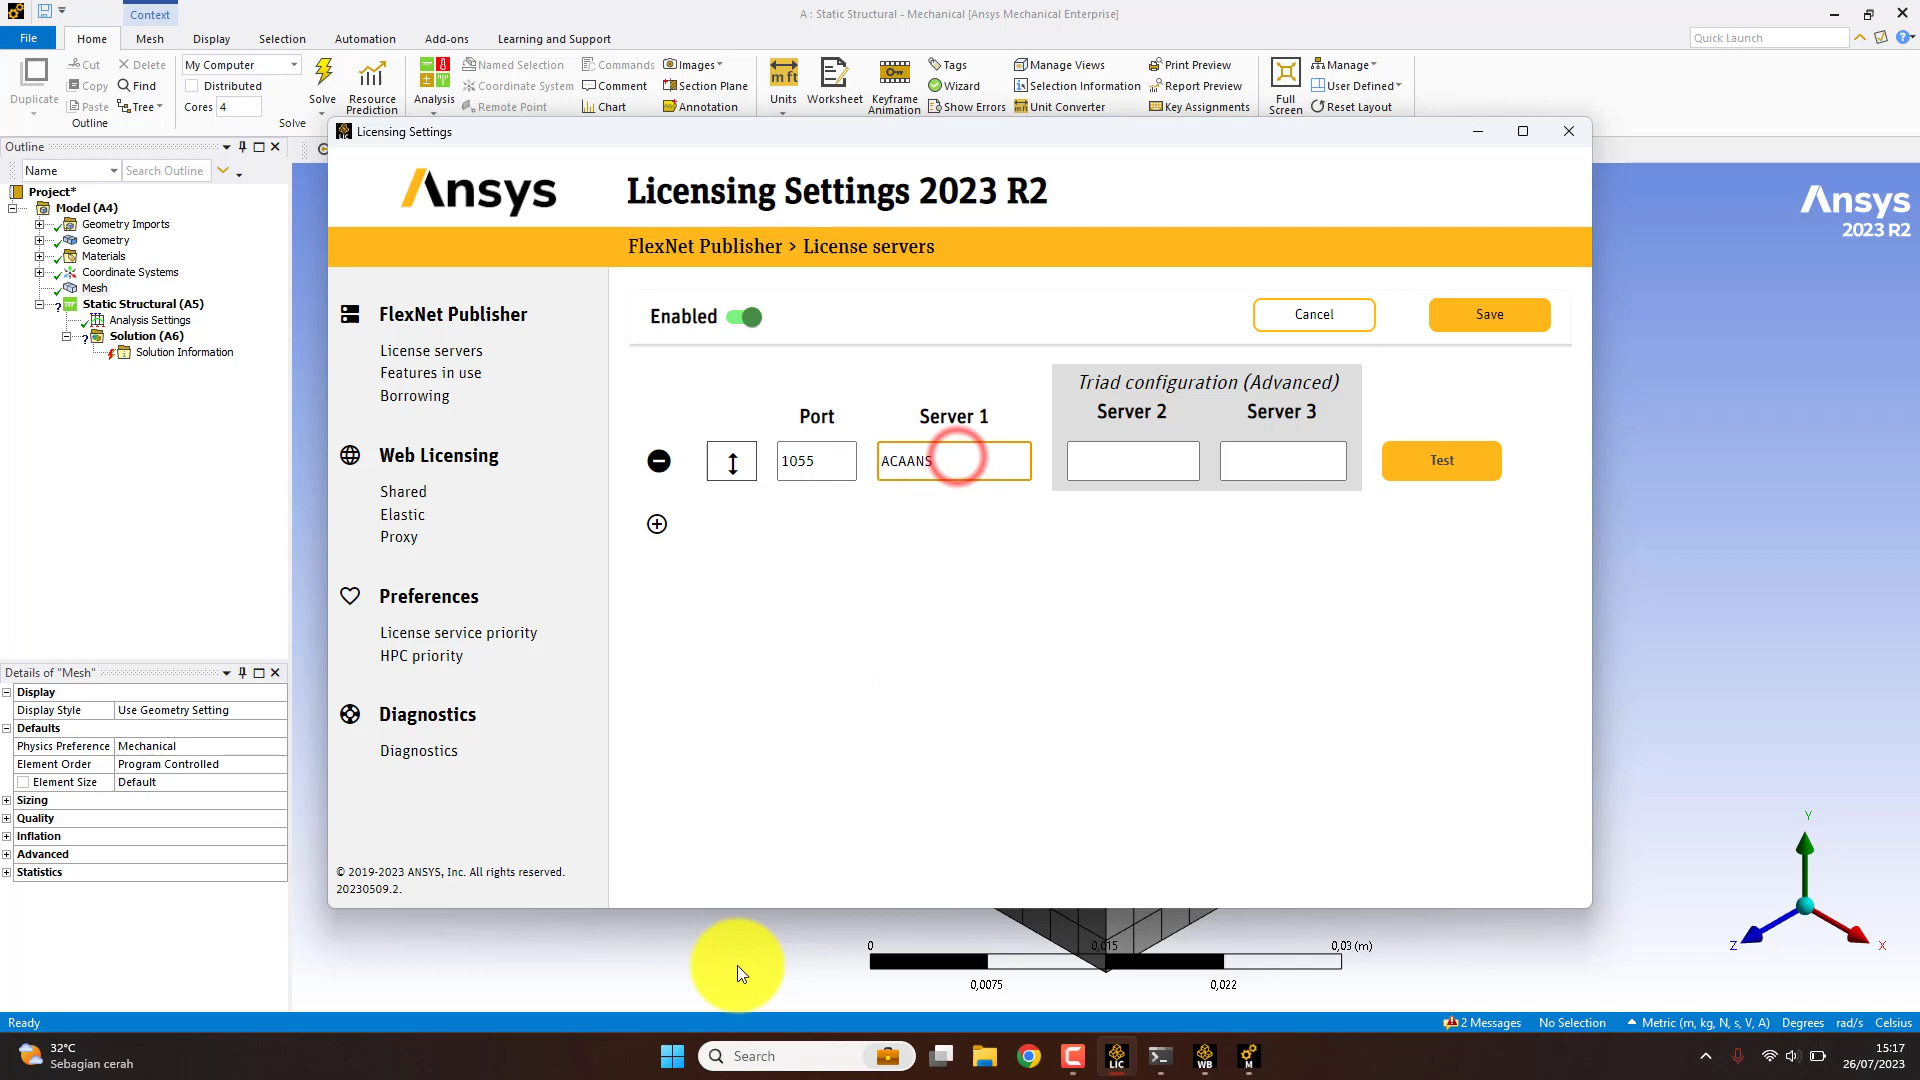 Context
A : Static Structural - Mechanical [Ansys Mechanical Enterprise]
File
Home
Mesh
Display
Selection
Automation
Add-ons
Learning and Support
Quick Launch
Duplicate
Cut
Copy
Paste
Delete
Find
Tree
Outline
My Computer
Distributed
Cores 4
Solve
Resource
Prediction
Solve
Analysis
Named Selection
Coordinate System
Remote Point
Commands
Comment
Chart
Images
Section Plane
Annotation
Units
Worksheet
Keyframe
Animation
Tags
Wizard
Show Errors
Manage Views
Selection Information
Unit Converter
Print Preview
Report Preview
Key Assignments
Full
Screen
Manage
User Defined
Reset Layout
Outline
Name
Search Outline
Project*
Model (A4)
Geometry Imports
Geometry
Materials
Coordinate Systems
Mesh
Static Structural (A5)
Analysis Settings
Solution (A6)
Solution Information
Details of "Mesh"
Display
Display Style Use Geometry Setting
Defaults
Physics Preference Mechanical
Element Order Program Controlled
Element Size Default
Sizing
Quality
Inflation
Advanced
Statistics
LIC
Licensing Settings
Ansys
Licensing Settings 2023 R2
FlexNet Publisher > License servers
FlexNet Publisher
License servers
Features in use
Borrowing
Web Licensing
Shared
Elastic
Proxy
Preferences
License service priority
HPC priority
Diagnostics
Diagnostics
© 2019-2023 ANSYS, Inc. All rights reserved.
20230509.2.
Enabled
Cancel
Save
Triad configuration (Advanced)
Port
Server 1
Server 2
Server 3
1055
ACAANS
Test
Ansys
2023 R2
0
0,015
0,03 (m)
0,0075
0,022
Y
Z
X
Ready
2 Messages
No Selection
Metric (m, kg, N, s, V, A)
Degrees
rad/s
Celsius
32°C
Sebagian cerah
Search
LIC
WB
M
15:17
26/07/2023